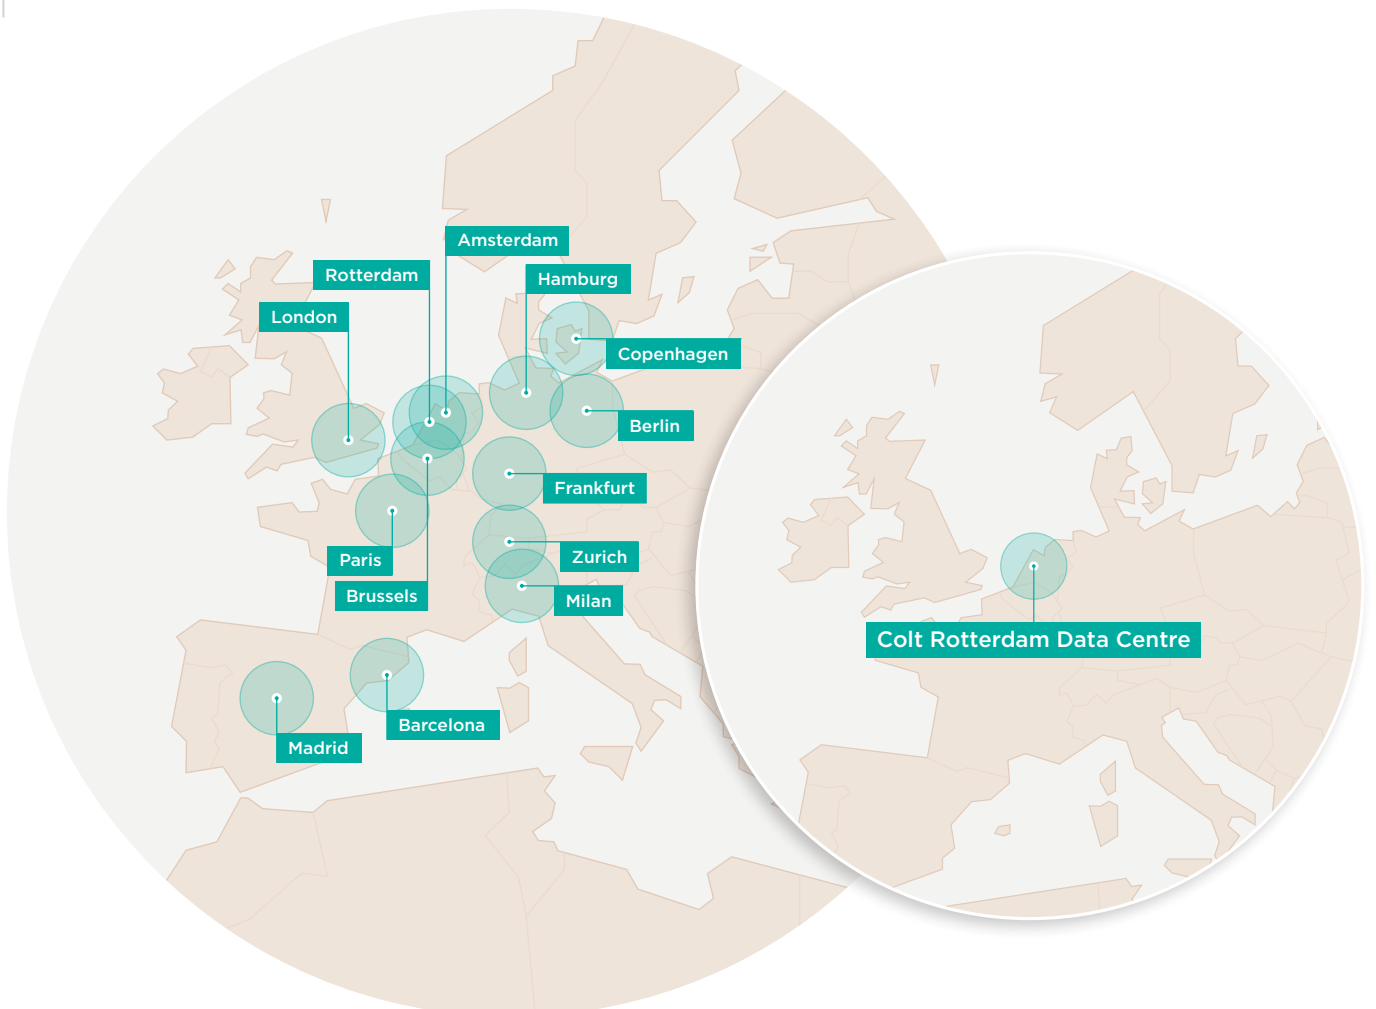 Amsterdam
Rotterdam
Hamburg
London
Copenhagen
Berlin
Frankfurt
Paris
Zurich
Brussels
Milan
Barcelona
Madrid
Colt Rotterdam Data Centre